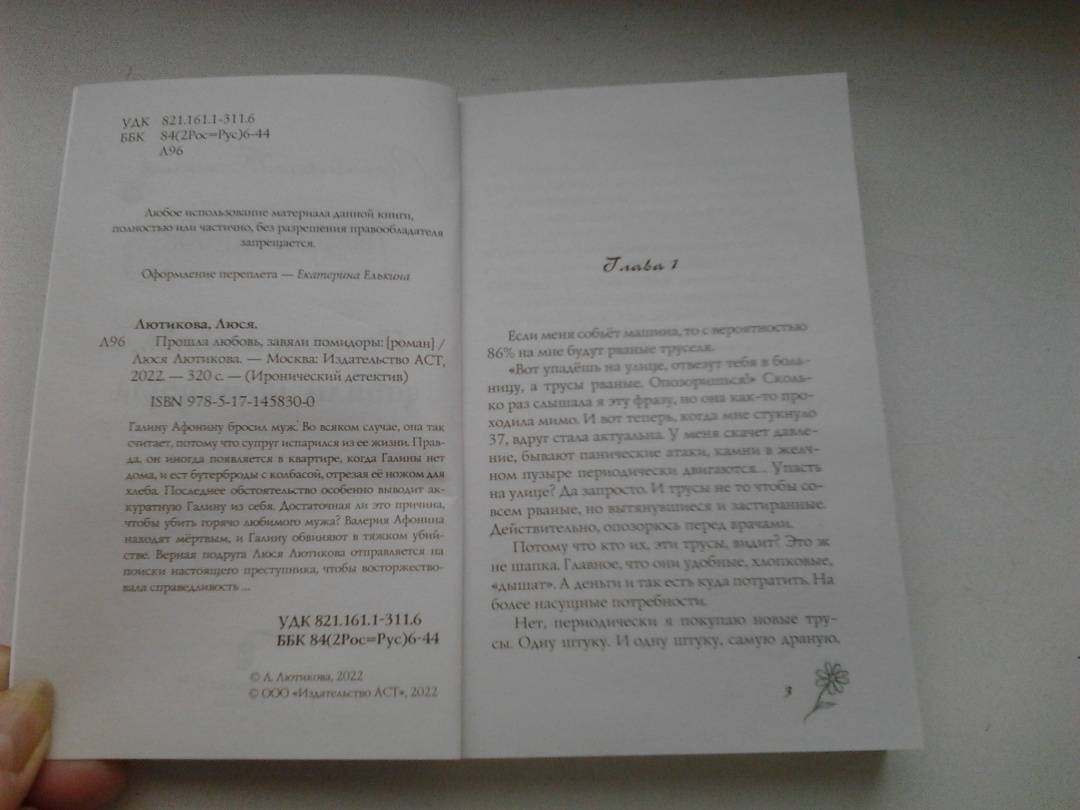 УДК 821.161.1-311.6
ББК 84(2Рос=Рус)6-44
Л96
Любое использование материала данной книги,
полностью или частично, без разрешения правообладателя
запрещается.
Оформление переплета — Екатерина Елькина
Лютикова, Люся.
Л96 Прошла любовь, завяли помидоры: [роман] /
Люся Лютикова. — Москва: Издательство АСТ,
2022. — 320 с. — (Иронический детектив)
ISBN 978-5-17-145830-0
Галину Афонину бросил муж! Во всяком случае, она так
считает, потому что супруг испарился из ее жизни. Прав-
да, он иногда появляется в квартире, когда Галины нет
дома, и ест бутерброды с колбасой, отрезая её ножом для
хлеба. Последнее обстоятельство особенно выводит ак-
куратную Галину из себя. Достаточная ли это причина,
чтобы убить горячо любимого мужа? Валерия Афонина
находят мёртвым, и Галину обвиняют в тяжком убий-
стве. Верная подруга Люся Лютикова отправляется на
поиски настоящего преступника, чтобы восторжество-
вала справедливость ...
УДК 821.161.1-311.6
ББК 84(2Рос=Рус)6-44
© Л. Лютикова, 2022
© ООО «Издательство АСТ», 2022
Глава 1
Если меня собьёт машина, то с вероятностью
86% на мне будут рваные труселя.
«Вот упадёшь на улице, отвезут тебя в боль-
ницу, а трусы рваные. Опозоришься!» Сколь-
ко раз слышала я эту фразу, но она как-то про-
ходила мимо. И вот теперь, когда мне стукнуло
37, вдруг стала актуальна. У меня скачет давле-
ние, бывают панические атаки, камни в желч-
ном пузыре периодически двигаются... Упасть
на улице? Да запросто. И трусы не то чтобы со-
всем рваные, но вытянувшиеся и застиранные.
Действительно, опозорюсь перед врачами.
Потому что кто их, эти трусы, видит? Это ж
не шапка. Главное, что они удобные, хлопковые,
«дышат». А деньги и так есть куда потратить. На
более насущные потребности.
Нет, периодически я покупаю новые тру-
сы. Одну штуку. И одну штуку, самую драную,
3